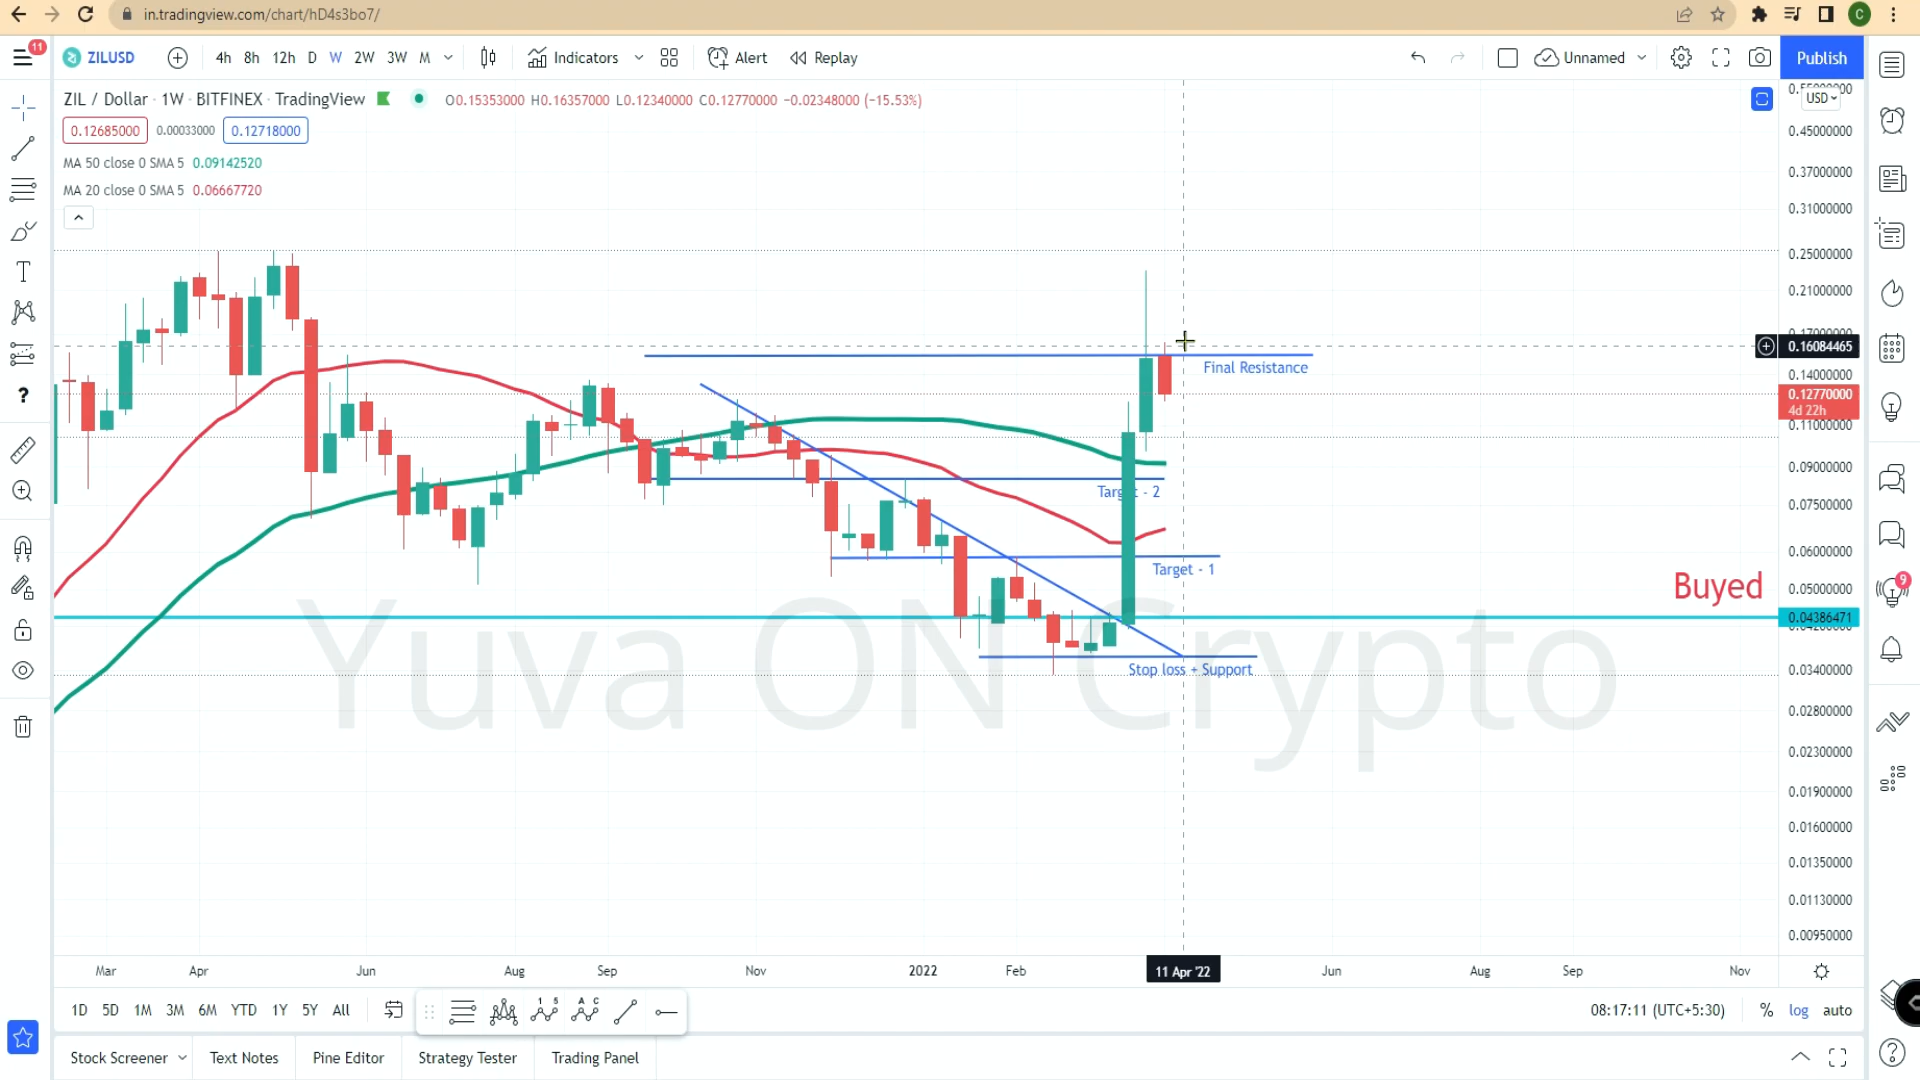 in.tradingview.com/chart/hD4s3bo7/
C
11
ZILUSD
4h 8h 12h D W 2W 3W M
Indicators
Alert
Replay
Unnamed
Publish
ZIL / Dollar · 1W · BITFINEX · TradingView
O0.15353000 H0.16357000 L0.12340000 C0.12770000 −0.02348000 (−15.53%)
USD
0.12685000 0.00033000 0.12718000
MA 50 close 0 SMA 5 0.09142520
MA 20 close 0 SMA 5 0.06667720
0.45000000
0.37000000
0.31000000
0.25000000
0.21000000
0.16084465
0.14000000
0.12770000
4d 22h
0.11000000
0.09000000
0.07500000
0.06000000
0.05000000
0.04386471
0.03400000
0.02800000
0.02300000
0.01900000
0.01600000
0.01350000
0.01130000
0.00950000
Final Resistance
Target - 2
Target - 1
Buyed
9
Stop loss + Support
Yuva ON Crypto
Mar Apr Jun Aug Sep Nov 2022 Feb 11 Apr '22 Jun Aug Sep Nov
1D 5D 1M 3M 6M YTD 1Y 5Y All
1 5
A C
08:17:11 (UTC+5:30) % log auto
Stock Screener Text Notes Pine Editor Strategy Tester Trading Panel